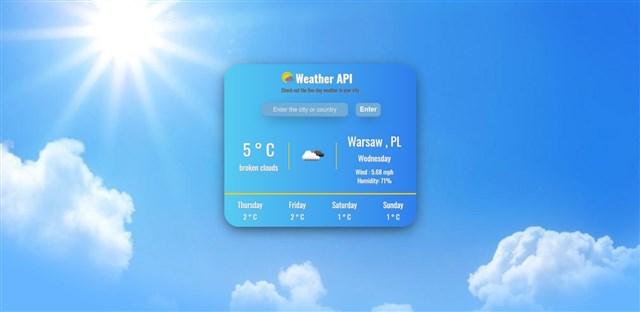 Weather API
Check out the five-day weather in your city
Enter the city or country
Enter
5 ° C
broken clouds
Warsaw , PL
Wednesday
Wind : 5.68 mph
Humidity: 71%
Thursday
Friday
Saturday
Sunday
2 ° C
2 ° C
1 ° C
1 ° C